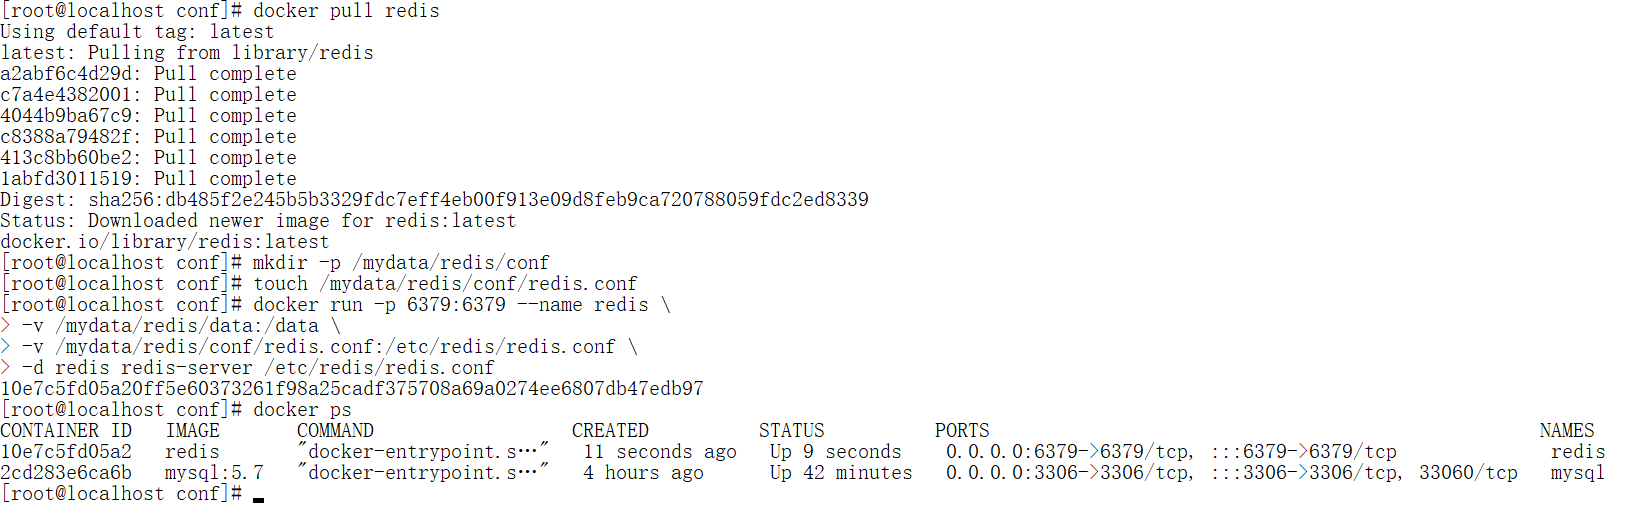 [root@localhost conf]# docker pull redis
Using default tag: latest
latest: Pulling from library/redis
a2abf6c4d29d: Pull complete
c7a4e4382001: Pull complete
4044b9ba67c9: Pull complete
c8388a79482f: Pull complete
413c8bb60be2: Pull complete
1abfd3011519: Pull complete
Digest: sha256:db485f2e245b5b3329fdc7eff4eb00f913e09d8feb9ca720788059fdc2ed8339
Status: Downloaded newer image for redis:latest
docker.io/library/redis:latest
[root@localhost conf]# mkdir -p /mydata/redis/conf
[root@localhost conf]# touch /mydata/redis/conf/redis.conf
[root@localhost conf]# docker run -p 6379:6379 --name redis \
> -v /mydata/redis/data:/data \
> -v /mydata/redis/conf/redis.conf:/etc/redis/redis.conf \
> -d redis redis-server /etc/redis/redis.conf
10e7c5fd05a20ff5e60373261f98a25cadf375708a69a0274ee6807db47edb97
[root@localhost conf]# docker ps
CONTAINER ID   IMAGE       COMMAND                  CREATED          STATUS          PORTS                                                  NAMES
10e7c5fd05a2   redis       "docker-entrypoint.s…"   11 seconds ago   Up 9 seconds    0.0.0.0:6379->6379/tcp, :::6379->6379/tcp              redis
2cd283e6ca6b   mysql:5.7   "docker-entrypoint.s…"   4 hours ago      Up 42 minutes   0.0.0.0:3306->3306/tcp, :::3306->3306/tcp, 33060/tcp   mysql
[root@localhost conf]#